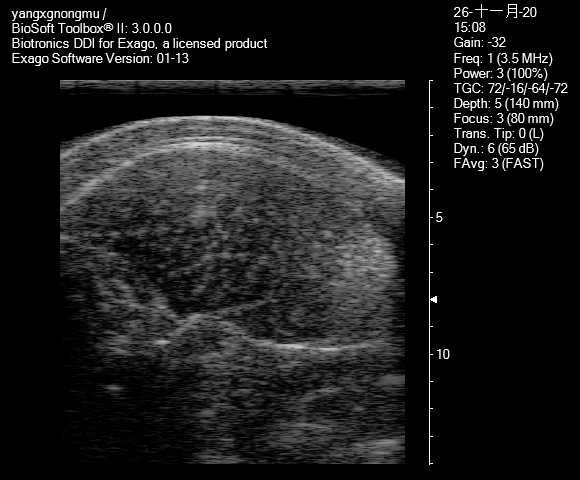 yangxgnongmu /
BioSoft Toolbox® II: 3.0.0.0
Biotronics DDI for Exago, a licensed product
Exago Software Version: 01-13
26-十一月-20
15:08
Gain: -32
Freq: 1 (3.5 MHz)
Power: 3 (100%)
TGC: 72/-16/-64/-72
Depth: 5 (140 mm)
Focus: 3 (80 mm)
Trans. Tip: 0 (L)
Dyn.: 6 (65 dB)
FAvg: 3 (FAST)
5
10